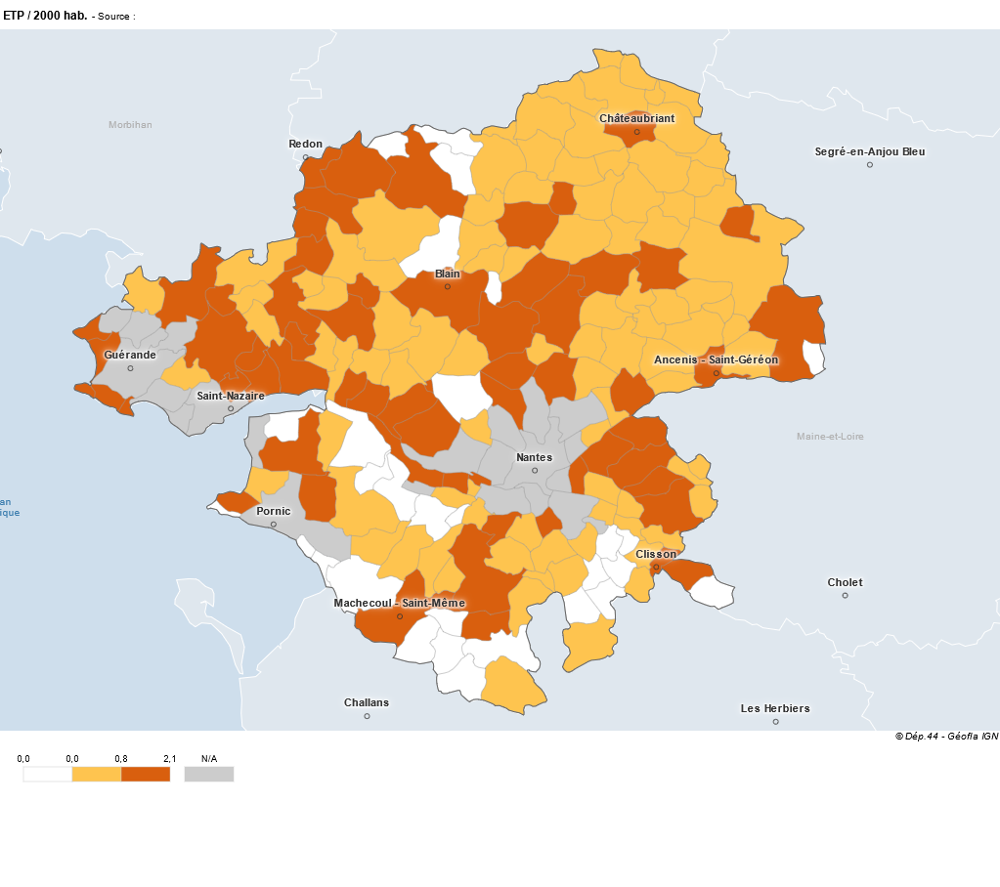 ETP / 2000 hab. - Source :
Morbihan
Châteaubriant
Redon
Segré-en-Anjou Bleu
Blain
Guérande
Ancenis - Saint-Géréon
Saint-Nazaire
Maine-et-Loire
Nantes
an
ique
Pornic
Clisson
Cholet
Machecoul - Saint-Même
Challans
Les Herbiers
© Dép.44 - Géofla IGN
0,0 0,0 0,8 2,1 N/A